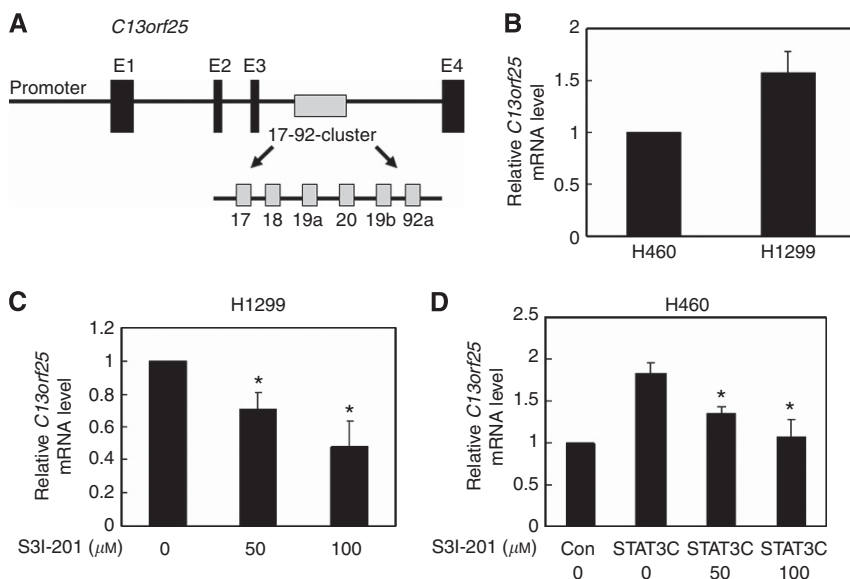 A
C13orf25
E1 E2 E3 E4
Promoter
17-92-cluster
17 18 19a 20 19b 92a
B
Relative C13orf25
mRNA level
2
1.5
1
0.5
0
H460 H1299
C
H1299
Relative C13orf25
mRNA level
1.2
1
0.8
*
*
0.6
0.4
0.2
0
S3I-201 (μM) 0 50 100
D
H460
Relative C13orf25
mRNA level
2.5
2
1.5
*
*
1
0.5
0
Con STAT3C STAT3C STAT3C
S3I-201 (μM)
0 0 50 100